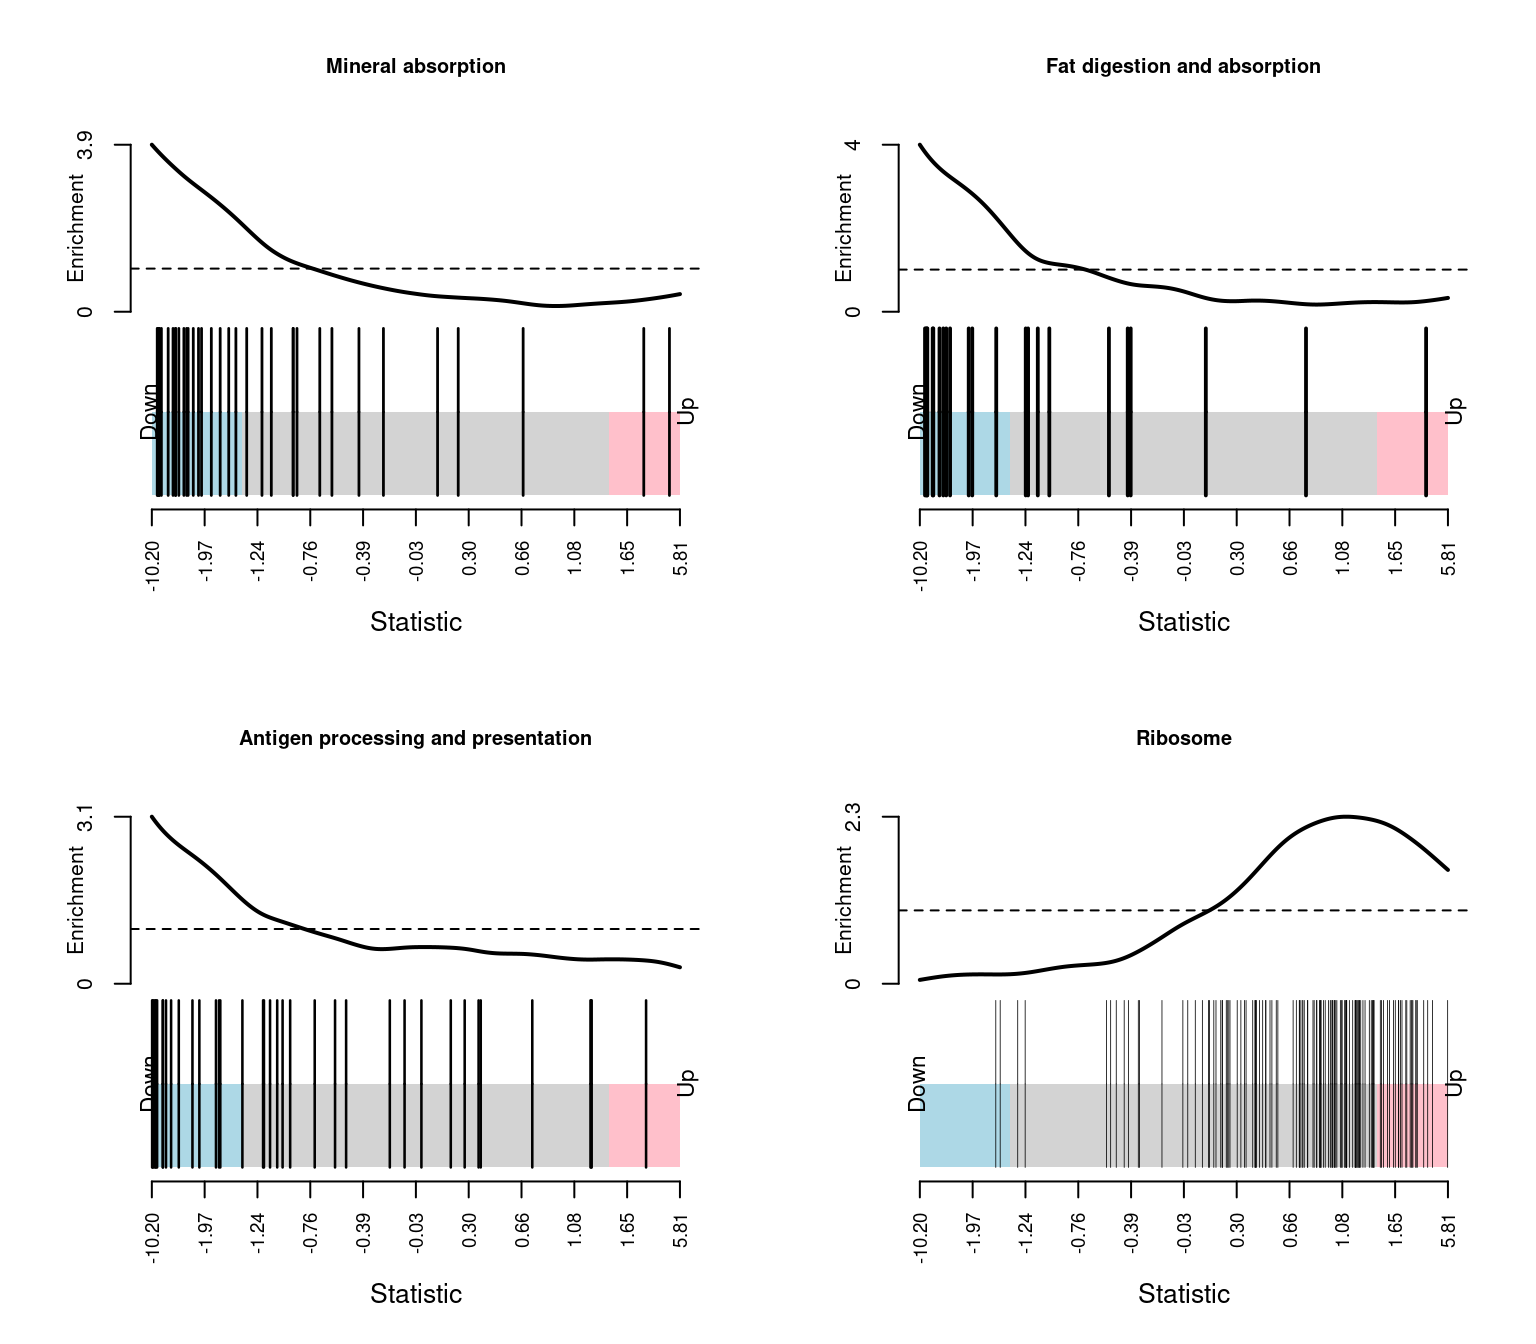 Mineral absorption
Enrichment
3.9
0
Down
Up
-10.20 -1.97 -1.24 -0.76 -0.39 -0.03 0.30 0.66 1.08 1.65 5.81
Statistic
Fat digestion and absorption
Enrichment
4
0
Down
Up
-10.20 -1.97 -1.24 -0.76 -0.39 -0.03 0.30 0.66 1.08 1.65 5.81
Statistic
Antigen processing and presentation
Enrichment
3.1
0
Down
Up
-10.20 -1.97 -1.24 -0.76 -0.39 -0.03 0.30 0.66 1.08 1.65 5.81
Statistic
Ribosome
Enrichment
2.3
0
Down
Up
-10.20 -1.97 -1.24 -0.76 -0.39 -0.03 0.30 0.66 1.08 1.65 5.81
Statistic